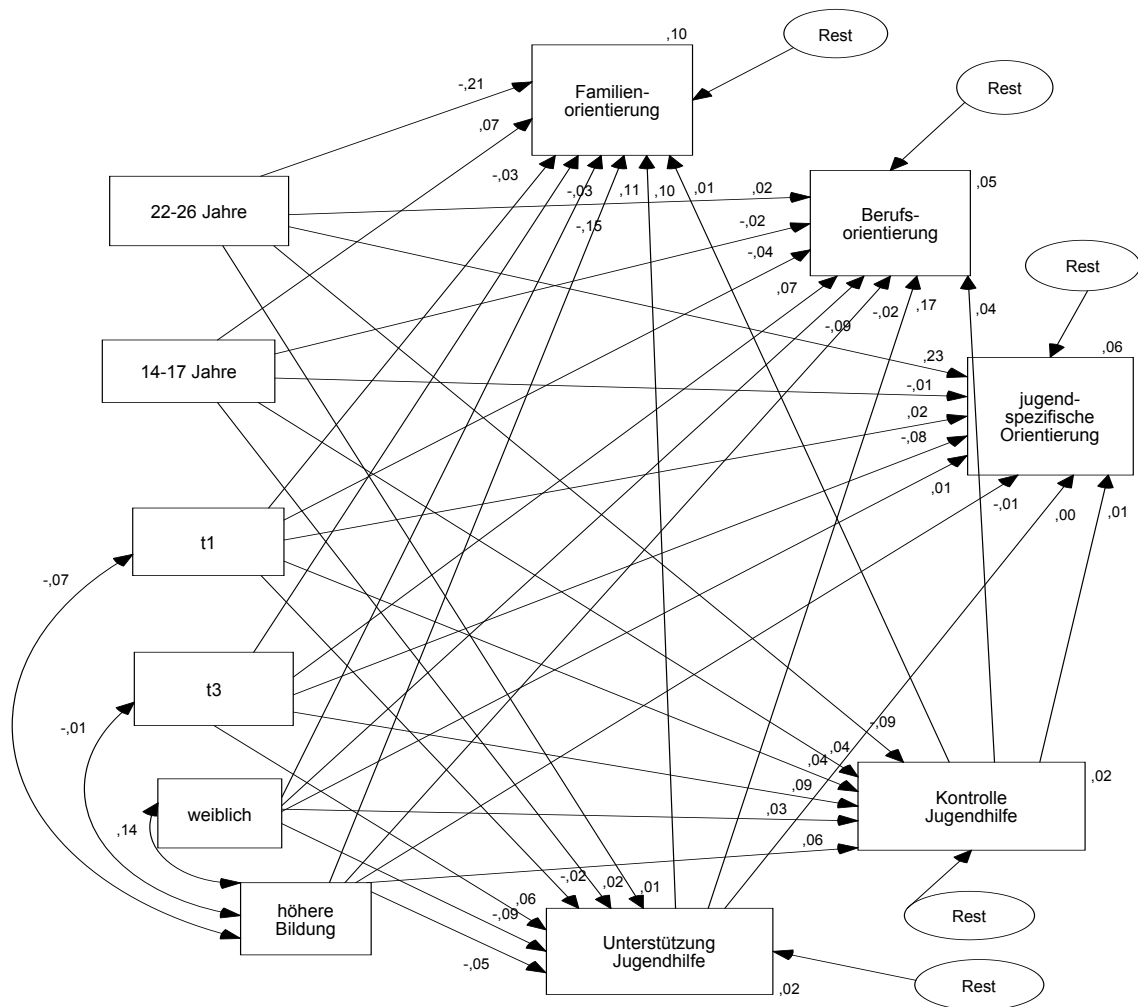 ,10
Rest
-,21
Familien-
orientierung
Rest
,07
-,03
-,03
,11
,10
,01
,02
,05
22-26 Jahre
-,15
-,02
Berufs-
orientierung
-,04
Rest
,07
-,09
-,02
,17
,04
,06
14-17 Jahre
,23
-,01
jugend-
spezifische
Orientierung
,02
-,08
,01
-,01
,00
,01
t1
-,07
t3
-,01
-,09
,04
,04
,09
,02
weiblich
,03
Kontrolle
Jugendhilfe
,14
,06
-,02
,02
,01
höhere
Bildung
,06
-,09
Rest
Unterstützung
Jugendhilfe
-,05
,02
Rest